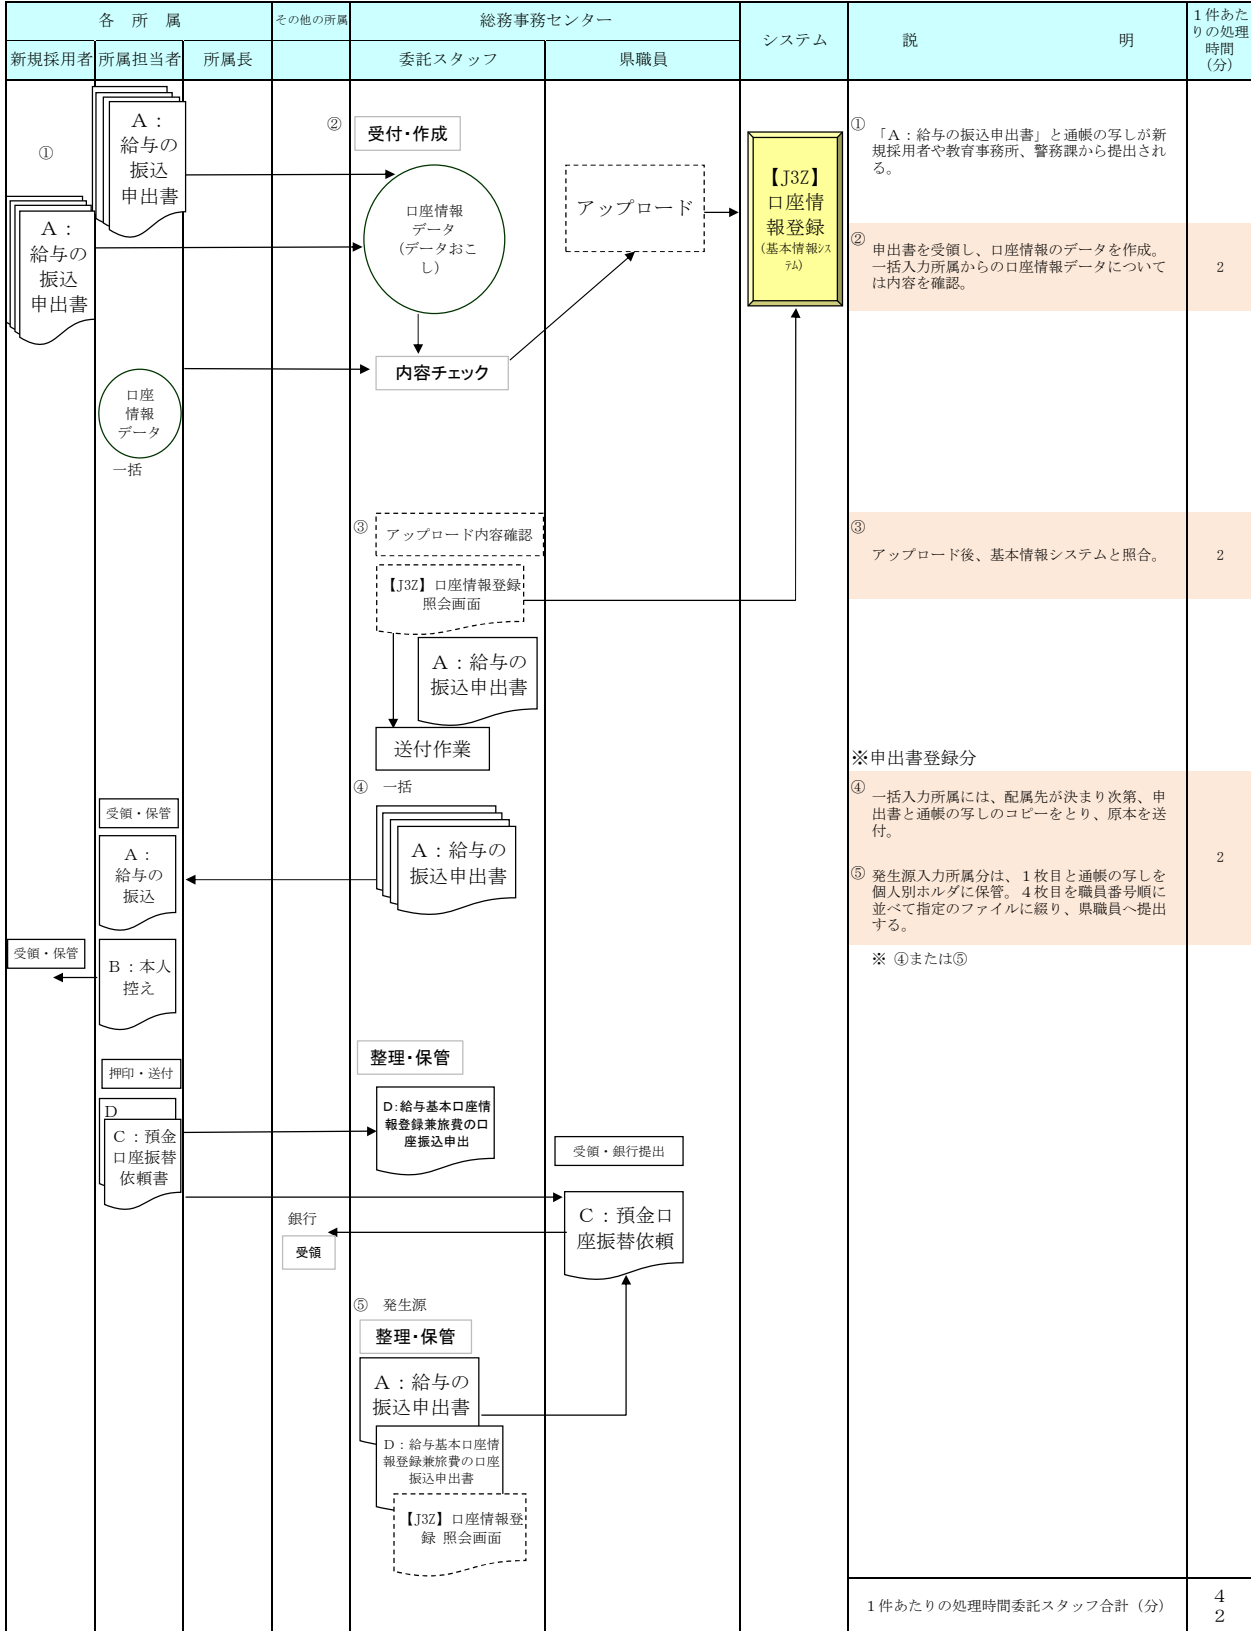 各　所　属
その他の所属
総務事務センター
システム
説　　　　　　　明
１件あた
りの処理
時間
（分）
新規採用者
所属担当者
所属長
委託スタッフ
県職員
①
Ａ：
給与の
振込
申出書
Ａ：
給与の
振込
申出書
②
受付・作成
口座情報
データ
（データおこ
し）
アップロード
【J3Z】
口座情
報登録
(基本情報ｼｽ
ﾃﾑ)
①
「Ａ：給与の振込申出書」と通帳の写しが新
規採用者や教育事務所、警務課から提出され
る。
②
申出書を受領し、口座情報のデータを作成。
一括入力所属からの口座情報データについて
は内容を確認。
2
内容チェック
口座
情報
データ
一括
③
アップロード内容確認
【J3Z】口座情報登録
照会画面
③
アップロード後、基本情報システムと照合。
2
Ａ：給与の
振込申出書
送付作業
※申出書登録分
④　一括
Ａ：給与の
振込申出書
受領・保管
Ａ：
給与の
振込
④
一括入力所属には、配属先が決まり次第、申
出書と通帳の写しのコピーをとり、原本を送
付。
2
⑤
発生源入力所属分は、１枚目と通帳の写しを
個人別ホルダに保管。４枚目を職員番号順に
並べて指定のファイルに綴り、県職員へ提出
する。
※ ④または⑤
受領・保管
Ｂ：本人
控え
整理・保管
押印・送付
D
Ｃ：預金
口座振替
依頼書
D:給与基本口座情
報登録兼旅費の口
座振込申出
受領・銀行提出
Ｃ：預金口
座振替依頼
銀行
受領
⑤　発生源
整理・保管
Ａ：給与の
振込申出書
Ｄ：給与基本口座情
報登録兼旅費の口座
振込申出書
【J3Z】口座情報登
録 照会画面
１件あたりの処理時間委託スタッフ合計（分）
4
2